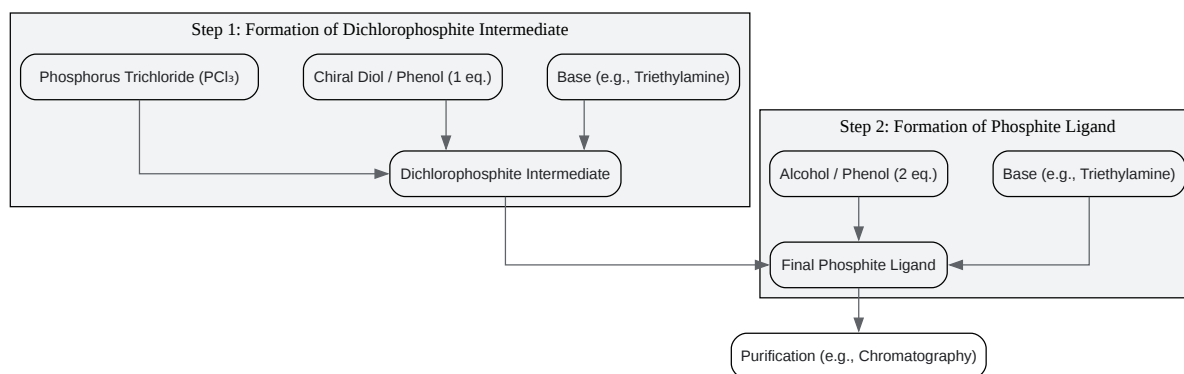 Step 1: Formation of Dichlorophosphite Intermediate
Phosphorus Trichloride (PCl₃)
Chiral Diol / Phenol (1 eq.)
Base (e.g., Triethylamine)
Dichlorophosphite Intermediate
Step 2: Formation of Phosphite Ligand
Alcohol / Phenol (2 eq.)
Base (e.g., Triethylamine)
Final Phosphite Ligand
Purification (e.g., Chromatography)